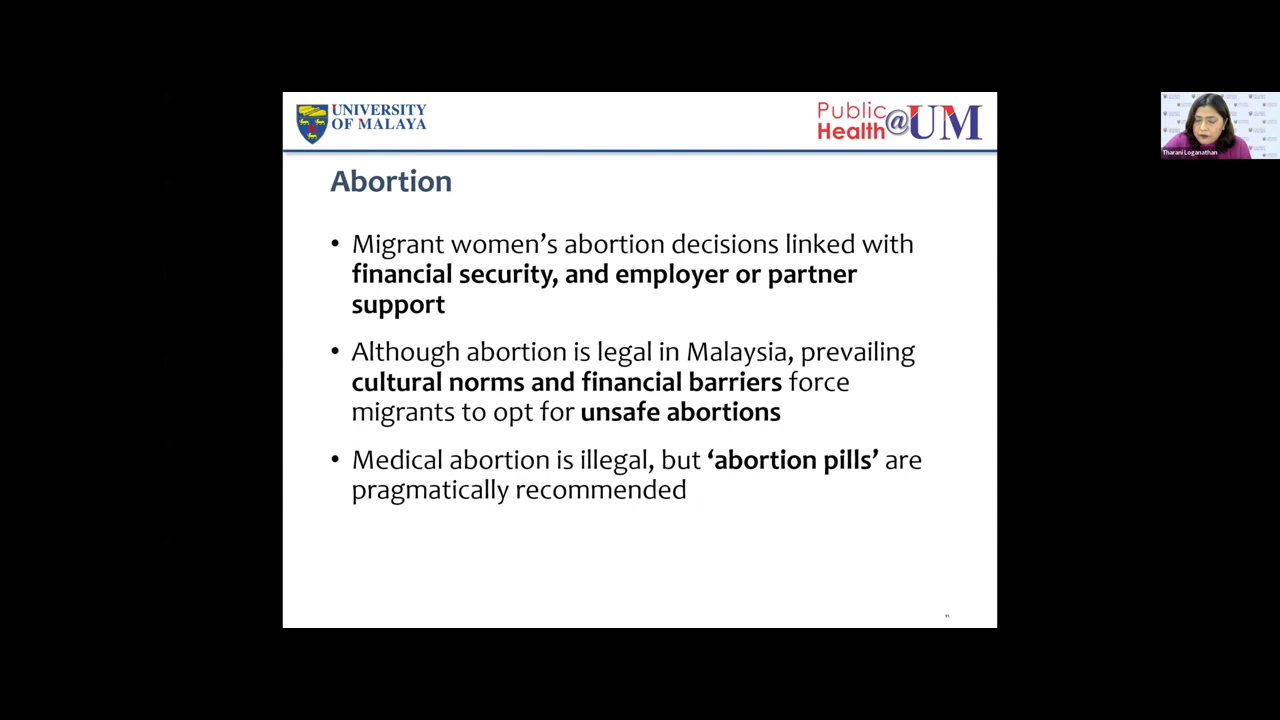 UNIVERSITY
OF MALAYA
Public
Health@UM
Tharani Loganathan
Abortion
• Migrant women’s abortion decisions linked with
financial security, and employer or partner
support
• Although abortion is legal in Malaysia, prevailing
cultural norms and financial barriers force
migrants to opt for unsafe abortions
• Medical abortion is illegal, but ‘abortion pills’ are
pragmatically recommended